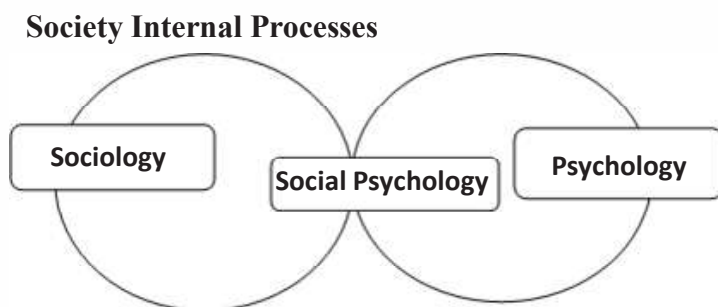 Society Internal Processes
Sociology
Social Psychology
Psychology